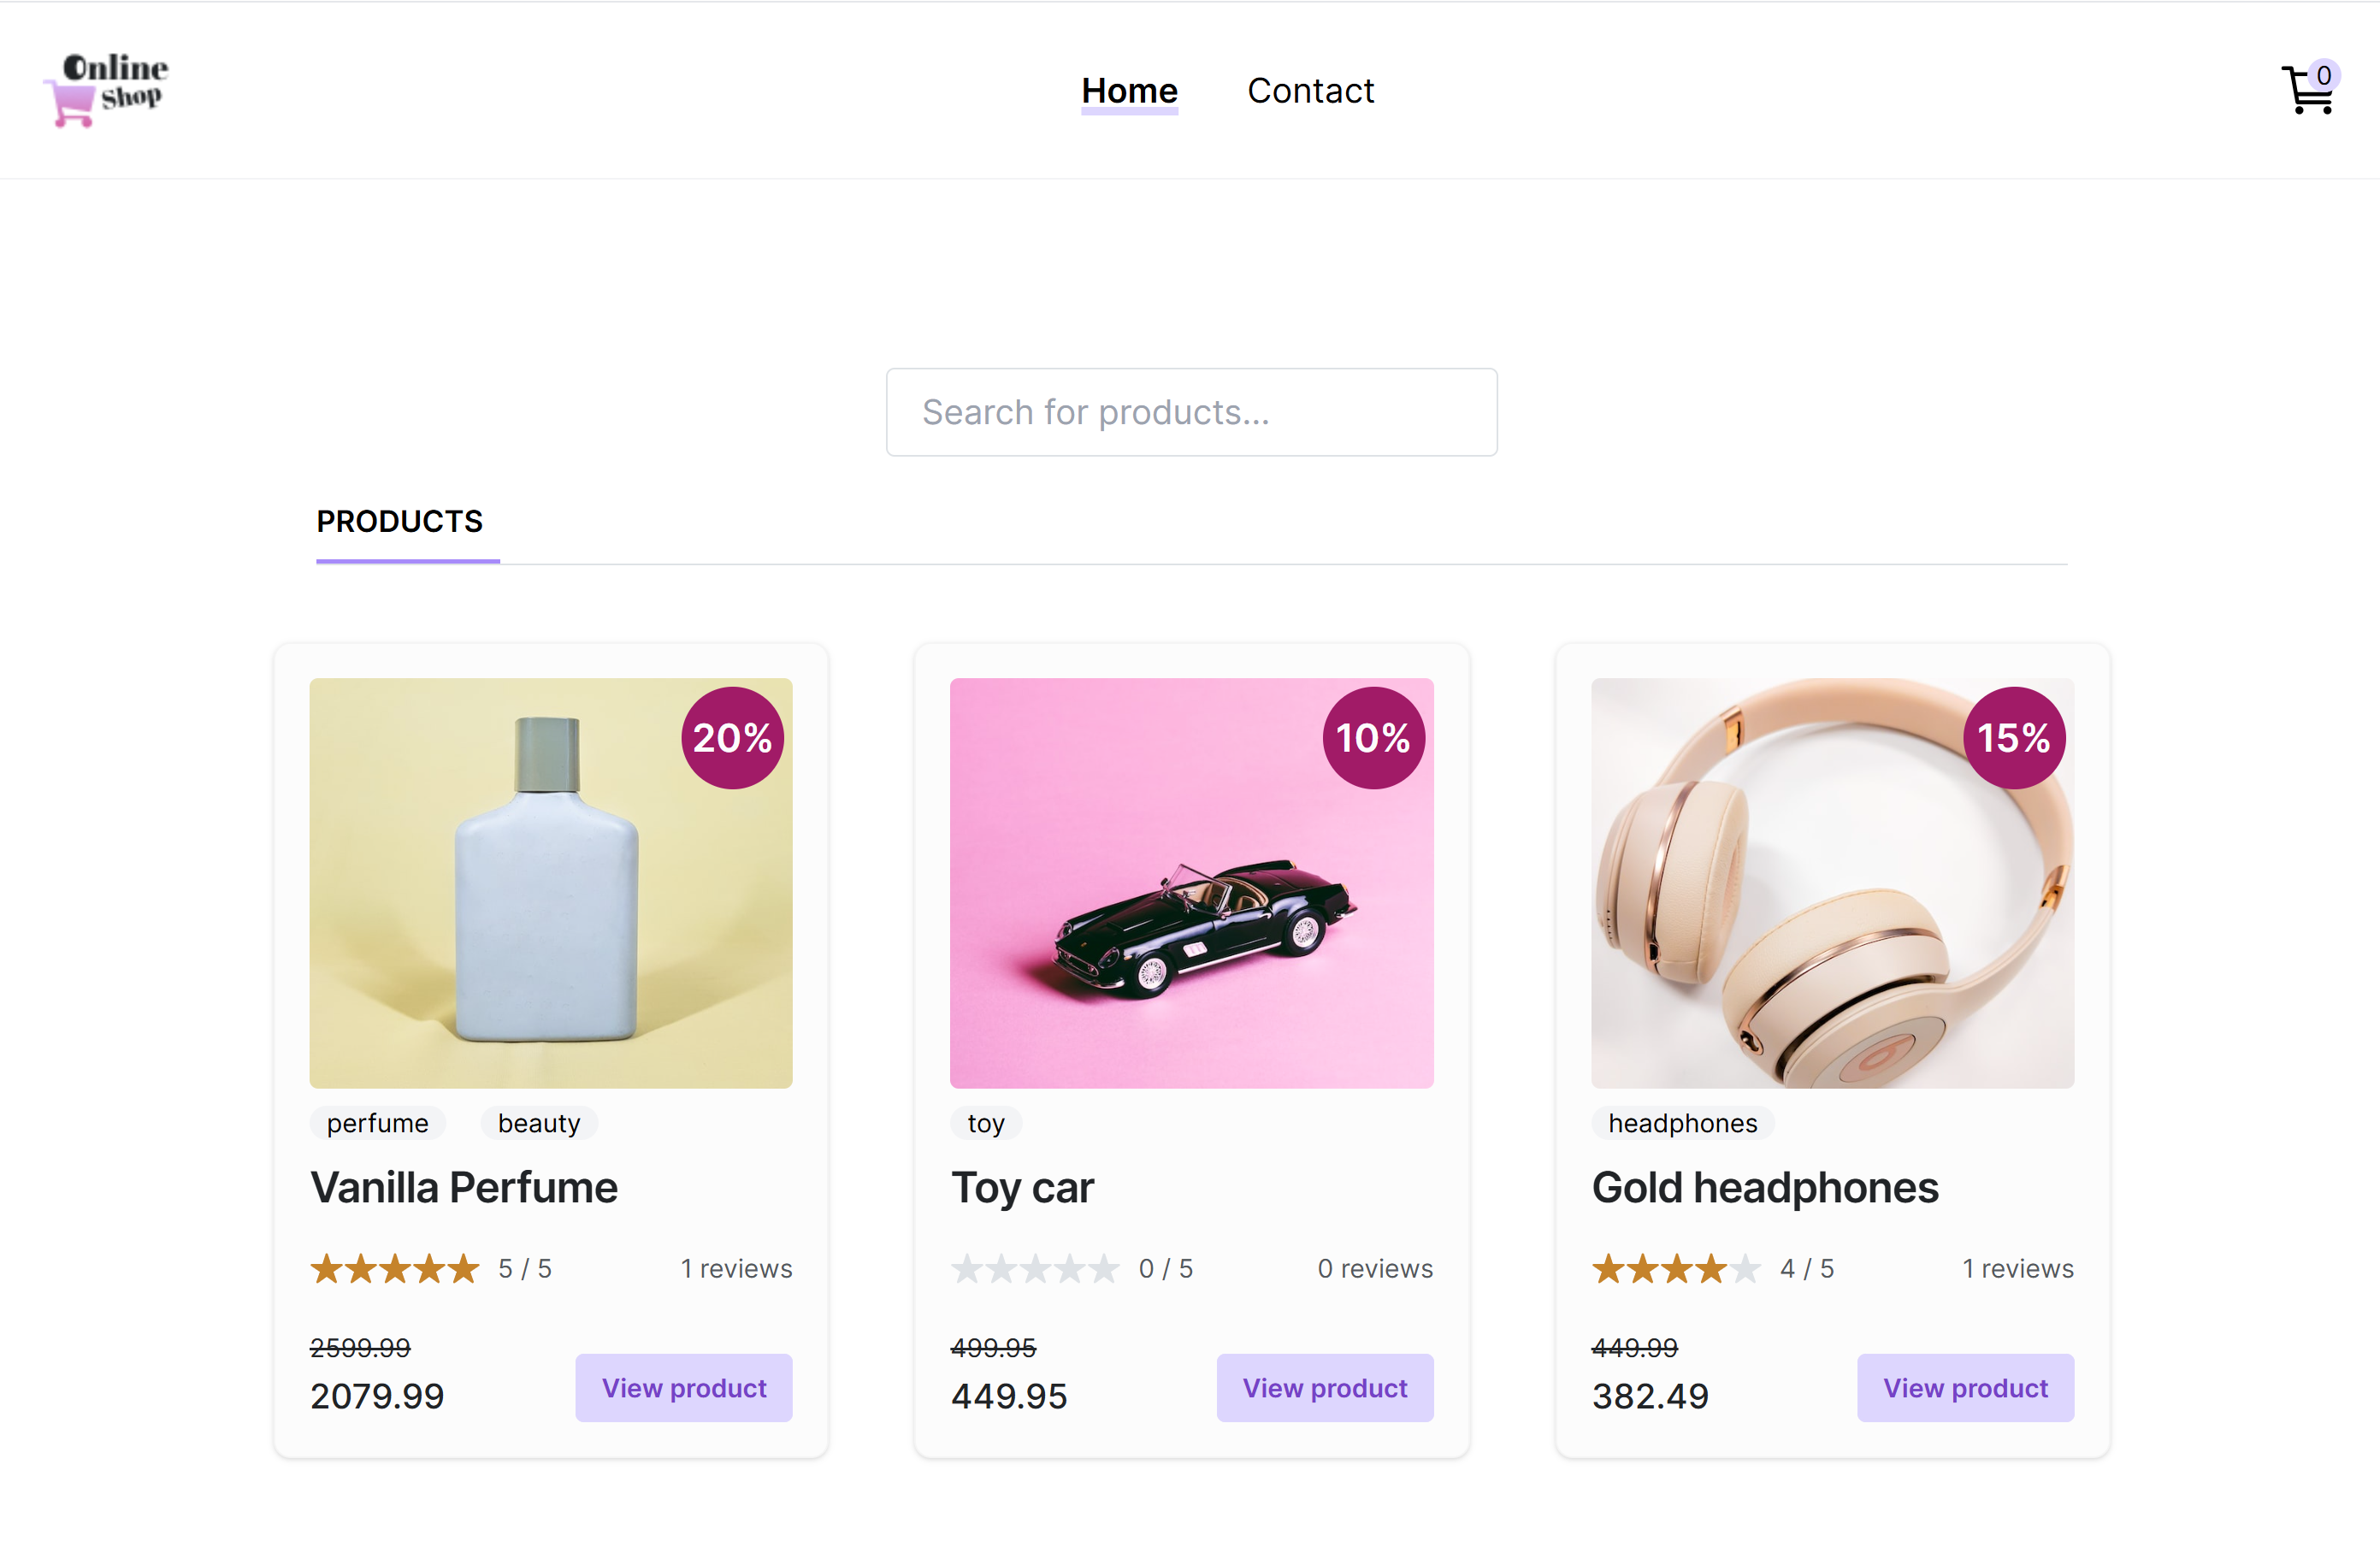 Online
Shop
Home
Contact
0
Search for products...
PRODUCTS
20%
perfume
beauty
Vanilla Perfume
5 / 5
1 reviews
2599.99
2079.99
View product
10%
toy
Toy car
0 / 5
0 reviews
499.95
449.95
View product
15%
headphones
Gold headphones
4 / 5
1 reviews
449.99
382.49
View product